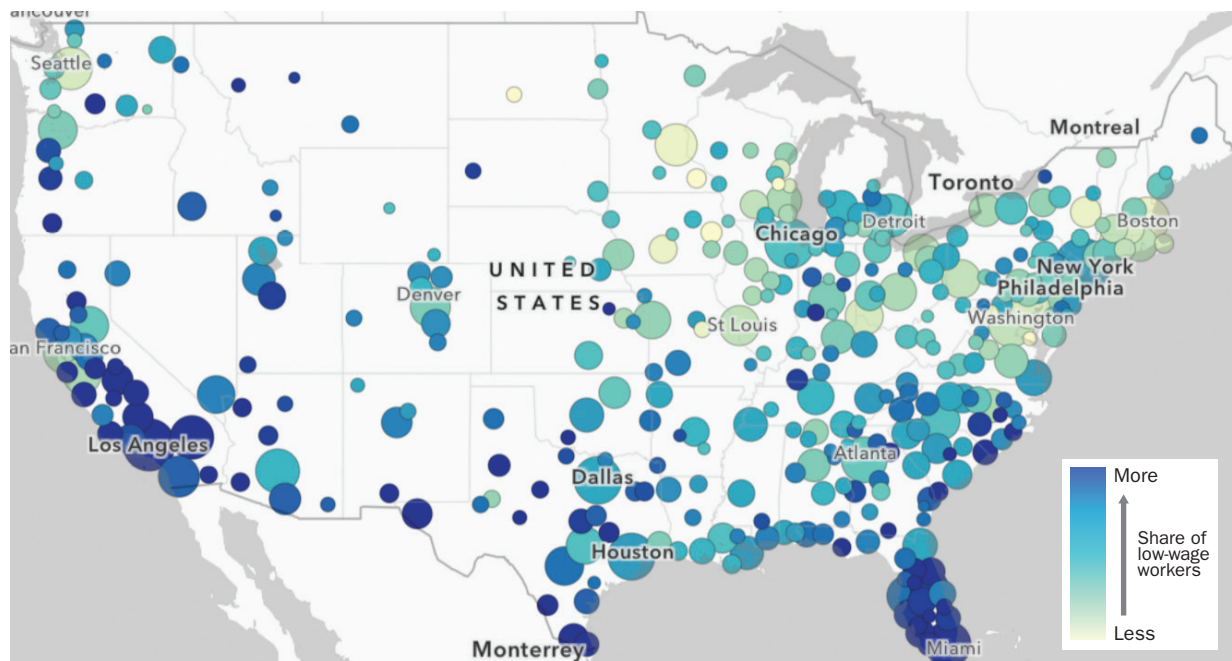 ancouver
Seattle
Montreal
Toronto
Boston
Detroit
Chicago
UNITED
STATES
New York
Philadelphia
Denver
Washington
St Louis
an Francisco
Los Angeles
Atlanta
Dallas
Houston
Monterrey
Miami
More
Share of
low-wage
workers
Less